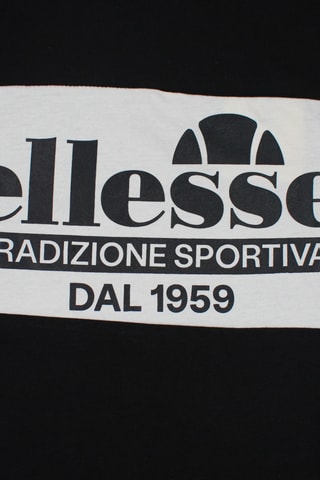 ellesse
RADIZIONE SPORTIVA
DAL 1959